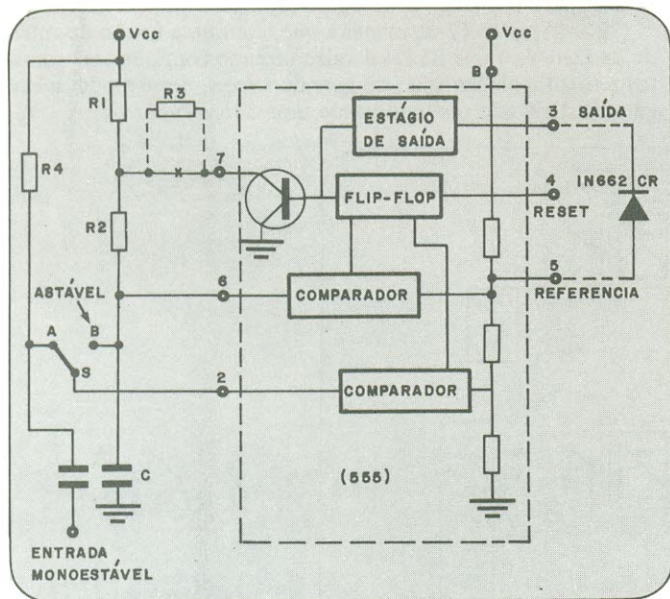 Vcc
Vcc
R1
R3
R4
8
ESTÁGIO
DE SAÍDA
3 SAÍDA
7
FLIP-FLOP
4
RESET
IN662 CR
R2
ASTÁVEL
A
B
S
6
COMPARADOR
5
REFERENCIA
2
COMPARADOR
C
(555)
ENTRADA
MONOESTÁVEL